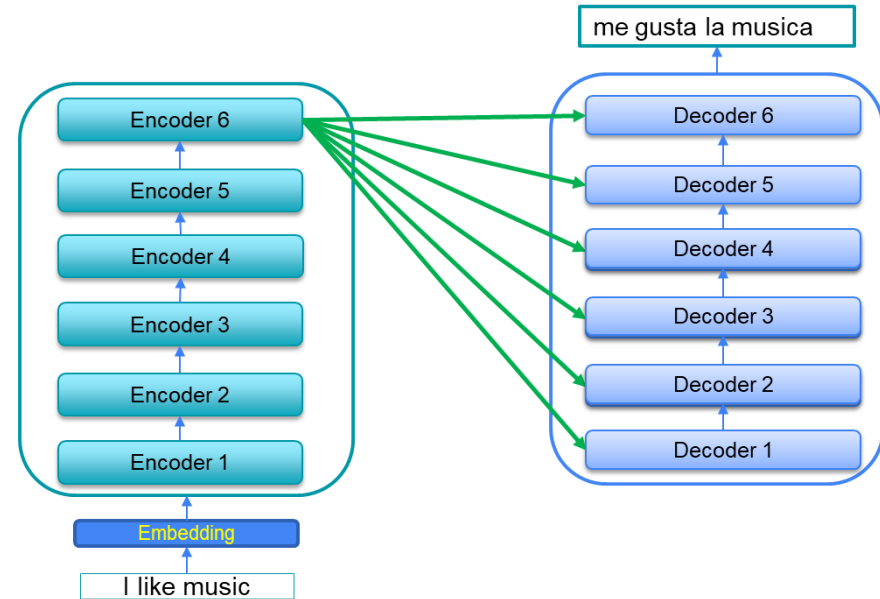 me gusta la musica
Encoder 6
Encoder 5
Encoder 4
Encoder 3
Encoder 2
Encoder 1
Embedding
I like music
Decoder 6
Decoder 5
Decoder 4
Decoder 3
Decoder 2
Decoder 1